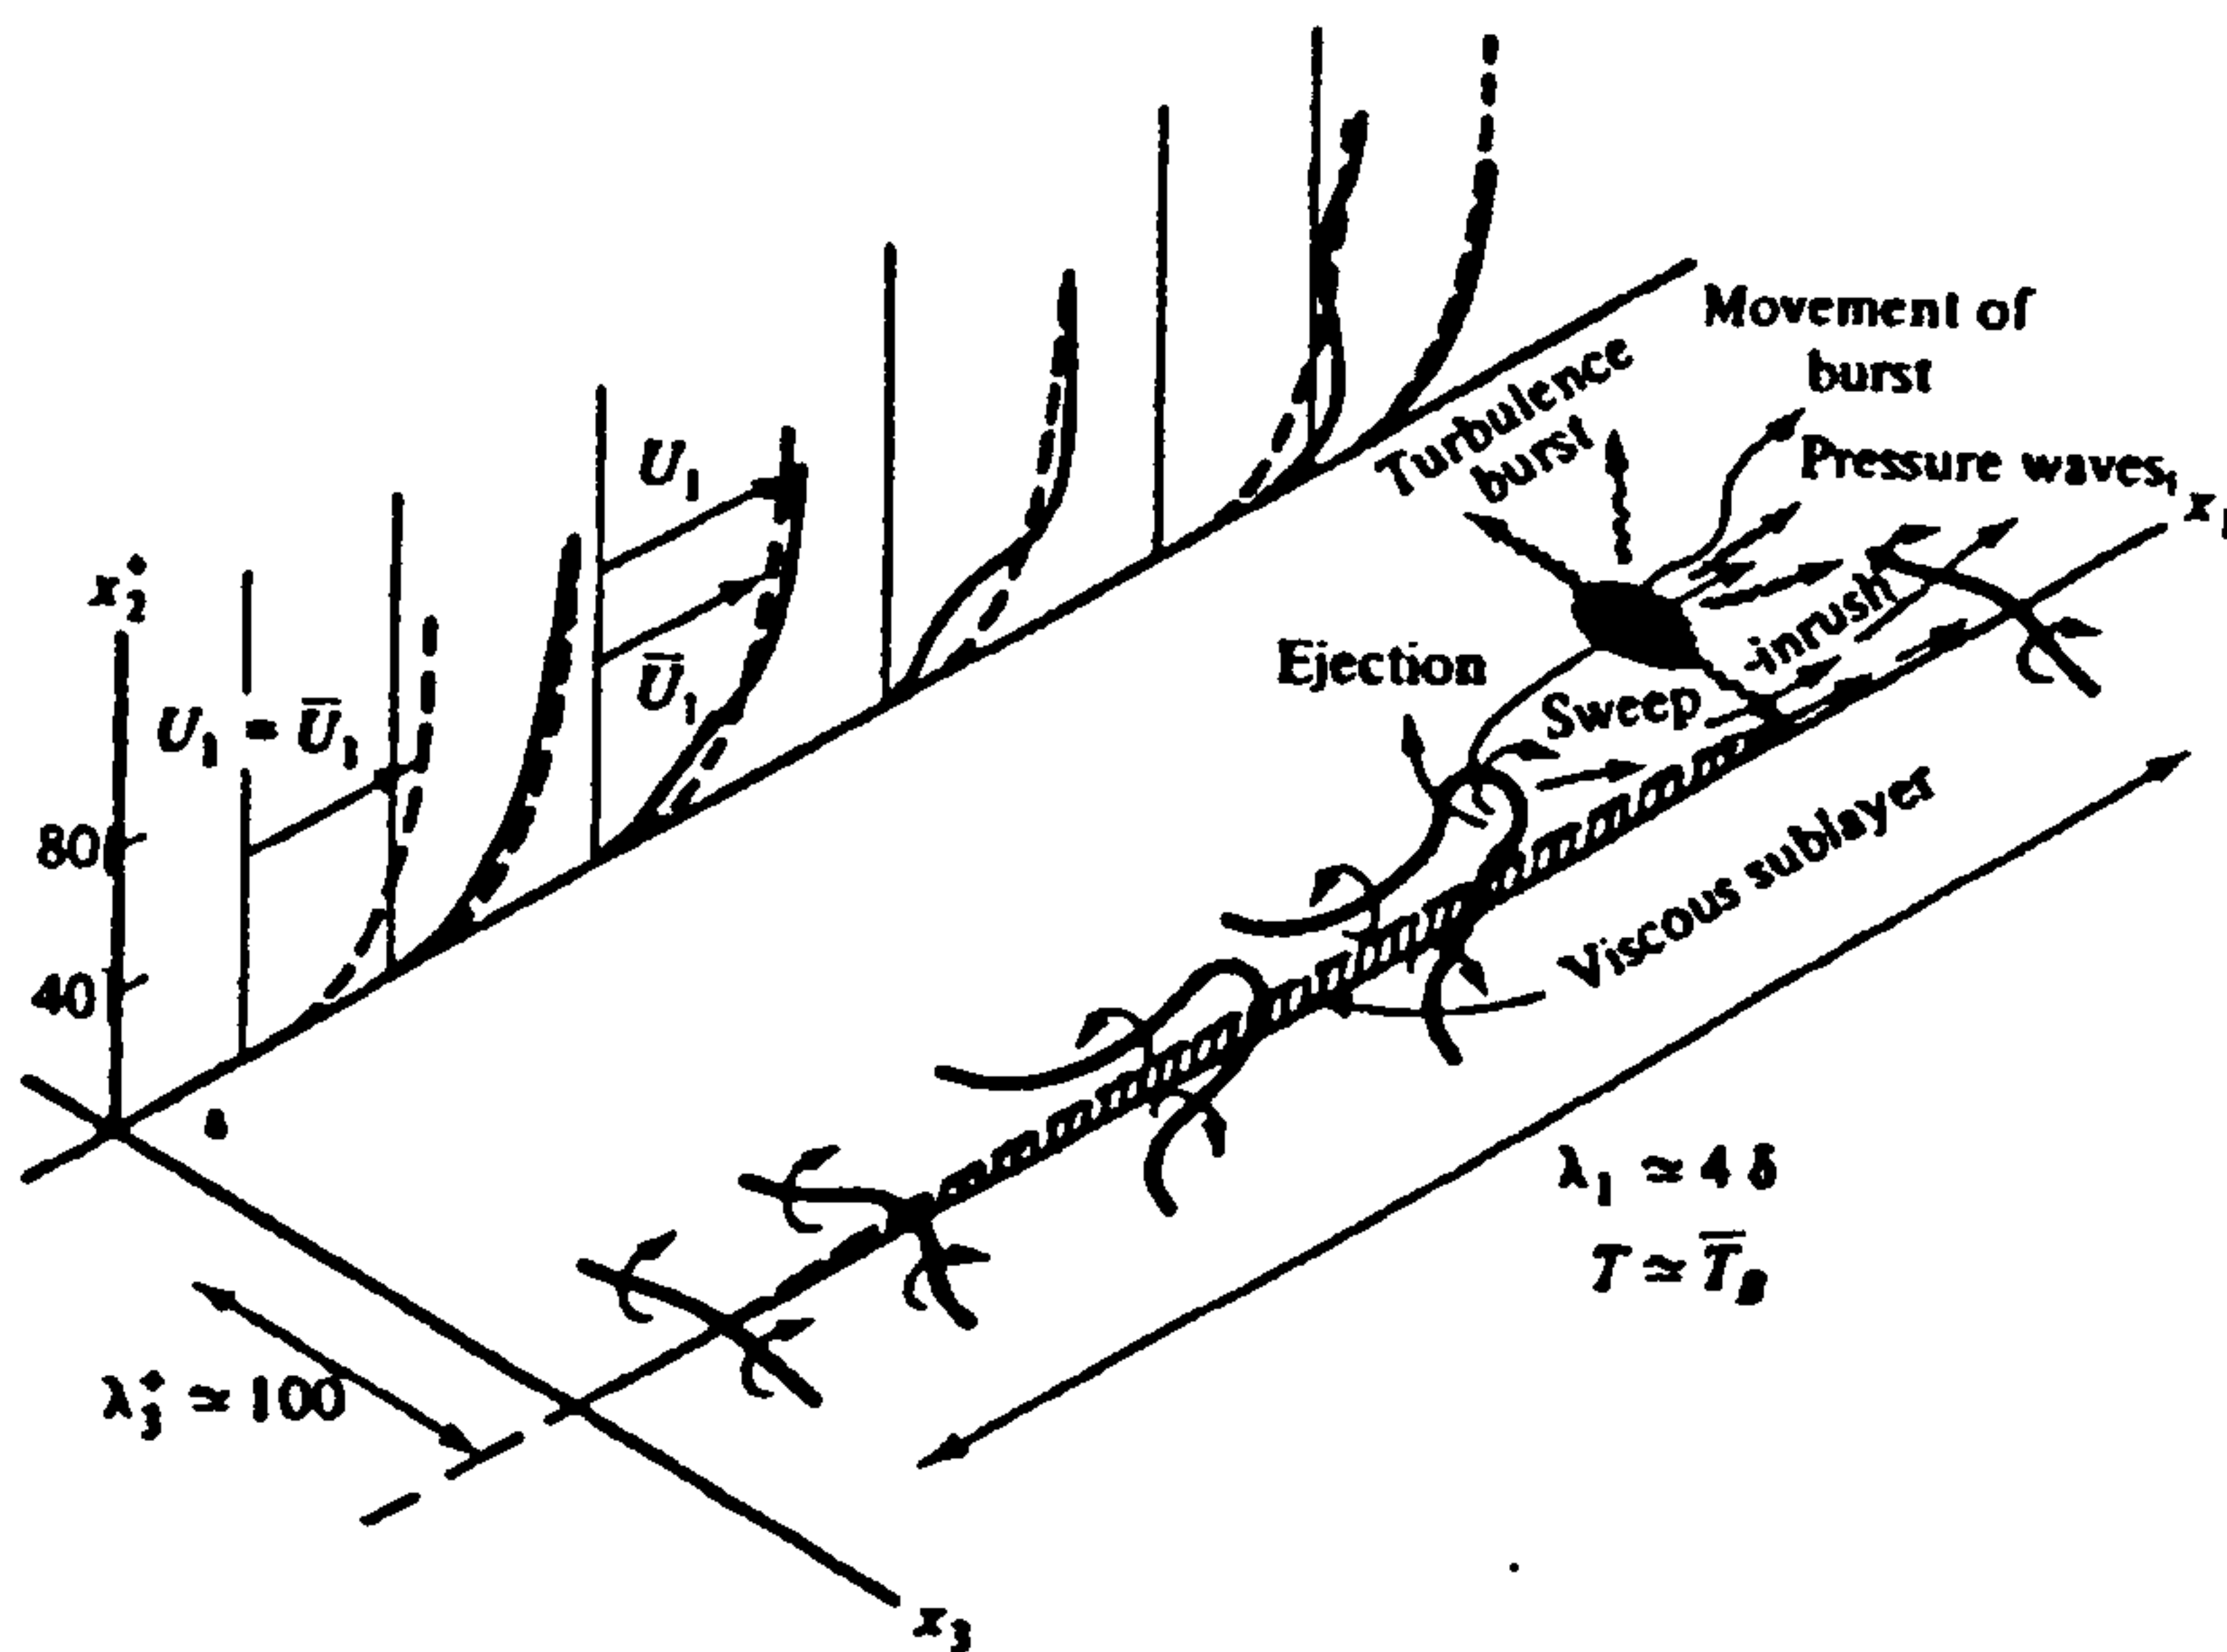 Movement of
burst
Turbulence
burst
Pressure waves
x₁
U₁
Ū₁
x₂⁺
U₁ = Ū₁
80
40
Ejection
Sweep
-inrush
Viscous sublayer
λ₁ ≃ 4 δ
T ≃ T̄_B
λ₃⁺ ≃ 100
x₃